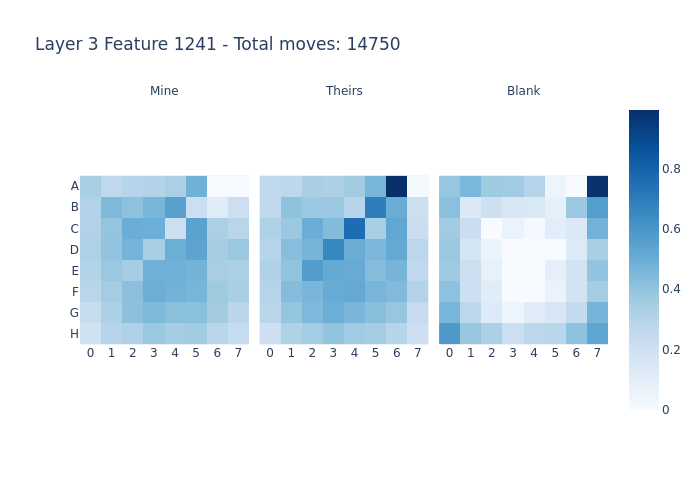 Layer 3 Feature 1241 - Total moves: 14750
Mine
Theirs
Blank
A
B
C
D
E
F
G
H
0 1 2 3 4 5 6 7
0 1 2 3 4 5 6 7
0 1 2 3 4 5 6 7
0.8
0.6
0.4
0.2
0